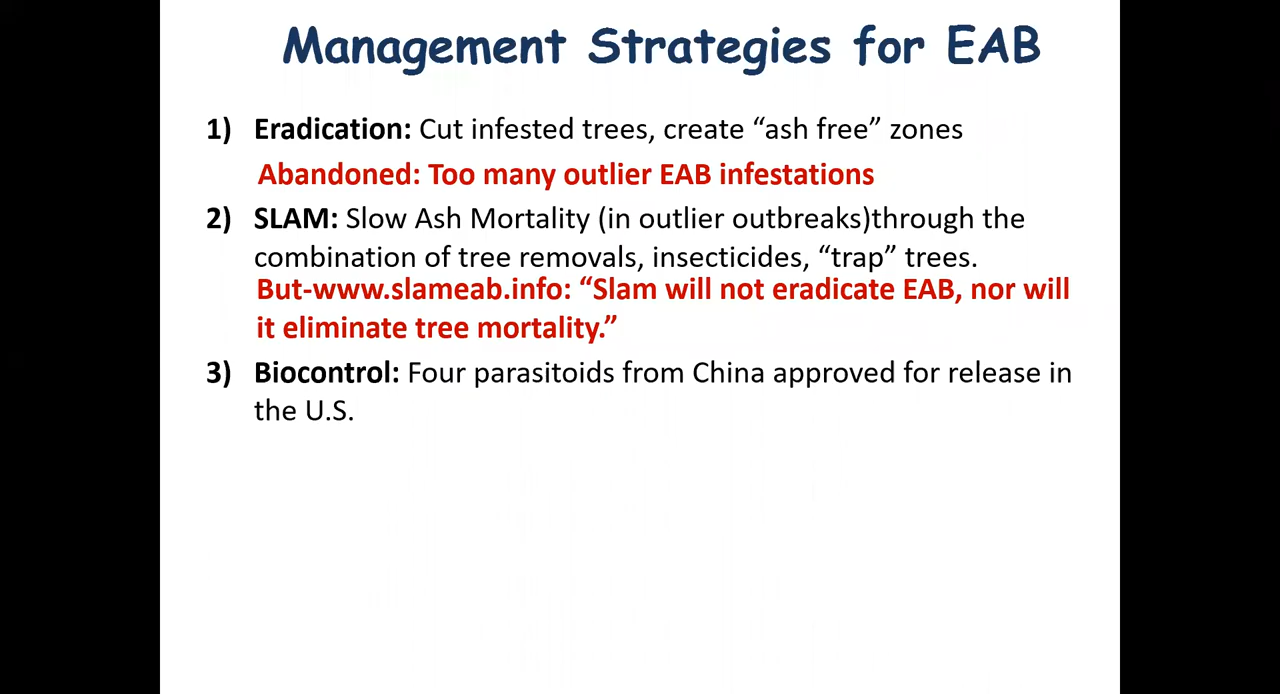 Management Strategies for EAB
1) Eradication: Cut infested trees, create “ash free” zones
Abandoned: Too many outlier EAB infestations
2) SLAM: Slow Ash Mortality (in outlier outbreaks)through the
combination of tree removals, insecticides, “trap” trees.
But-www.slameab.info: “Slam will not eradicate EAB, nor will
it eliminate tree mortality.”
3) Biocontrol: Four parasitoids from China approved for release in
the U.S.